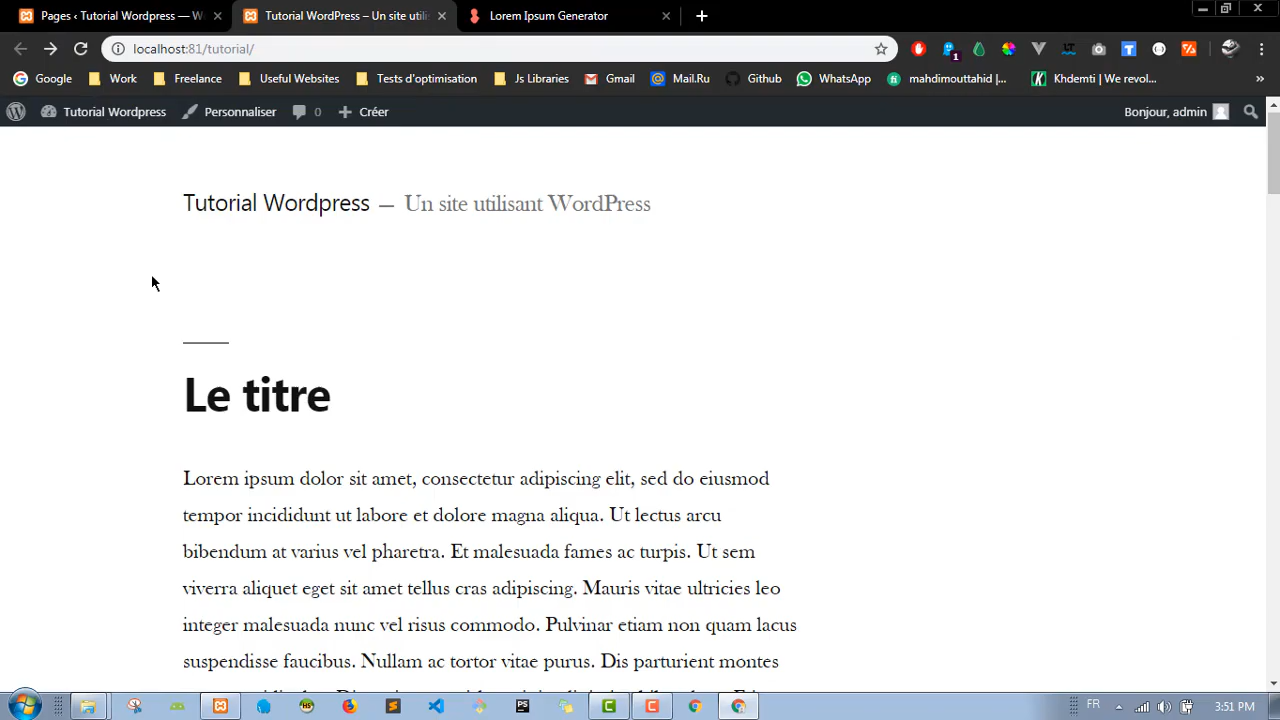 Pages ‹ Tutorial Wordpress — W
Tutorial WordPress – Un site utilis
Lorem Ipsum Generator
localhost:81/tutorial/
1
Google
Work
Freelance
Useful Websites
Tests d'optimisation
Js Libraries
Gmail
Mail.Ru
Github
WhatsApp
mahdimouttahid |...
Khdemti | We revol...
»
Tutorial Wordpress
Personnaliser
0
Créer
Bonjour, admin
Tutorial Wordpress — Un site utilisant WordPress
Le titre
Lorem ipsum dolor sit amet, consectetur adipiscing elit, sed do eiusmod
tempor incididunt ut labore et dolore magna aliqua. Ut lectus arcu
bibendum at varius vel pharetra. Et malesuada fames ac turpis. Ut sem
viverra aliquet eget sit amet tellus cras adipiscing. Mauris vitae ultricies leo
integer malesuada nunc vel risus commodo. Pulvinar etiam non quam lacus
suspendisse faucibus. Nullam ac tortor vitae purus. Dis parturient montes
FR
3:51 PM